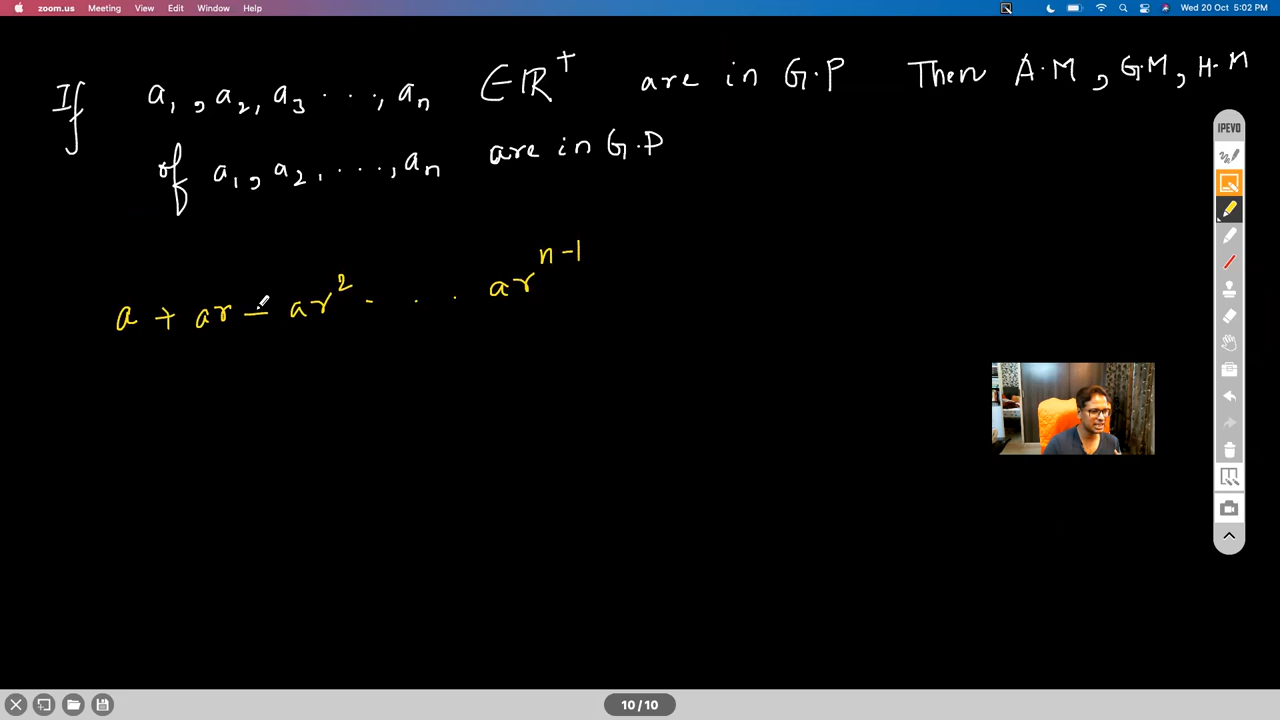 zoom.us Meeting View Edit Window Help Wed 20 Oct 5:02 PM
If a₁, a₂, a₃ ..., aₙ ∈ ℝ⁺ are in G.P Then A.M, G.M, H.M
of a₁, a₂, ..., aₙ are in G.P
a + ar – ar² . . . ar^(n-1)
IPEVO
10/10